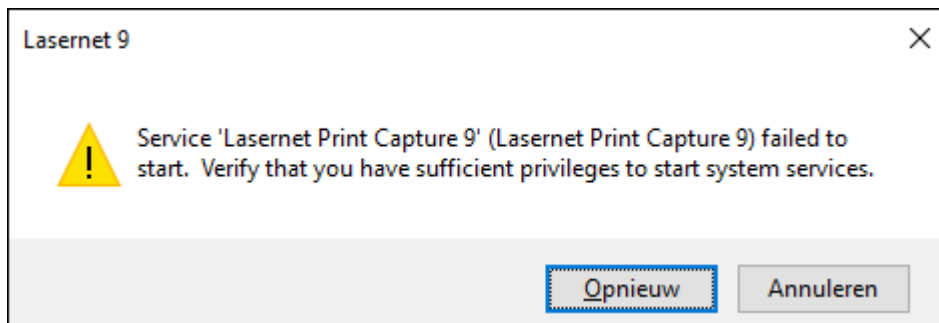 Lasernet 9
Service 'Lasernet Print Capture 9' (Lasernet Print Capture 9) failed to
start.  Verify that you have sufficient privileges to start system services.
Opnieuw
Annuleren